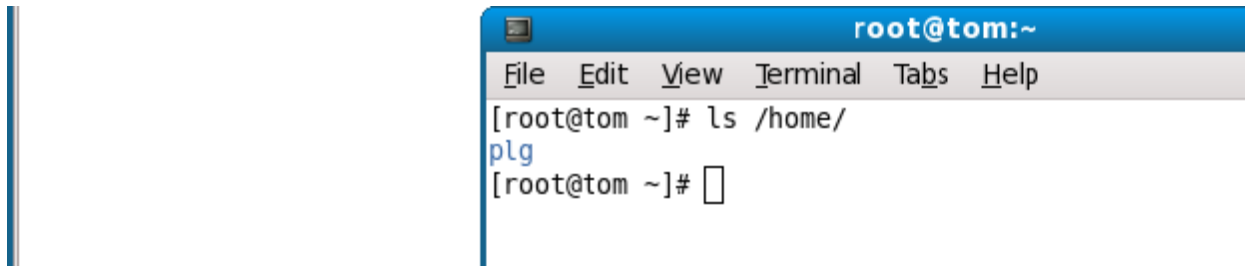 root@tom:~
File Edit View Terminal Tabs Help
[root@tom ~]# ls /home/
plg
[root@tom ~]#